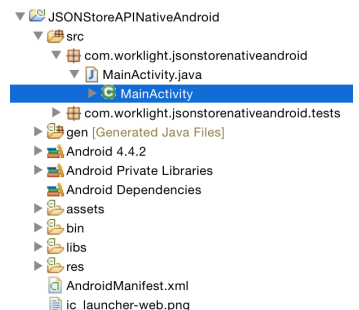 JSONStoreAPINativeAndroid
src
com.worklight.jsonstorenativeandroid
MainActivity.java
MainActivity
com.worklight.jsonstorenativeandroid.tests
gen [Generated Java Files]
Android 4.4.2
Android Private Libraries
Android Dependencies
assets
bin
libs
res
AndroidManifest.xml
ic_launcher-web.png